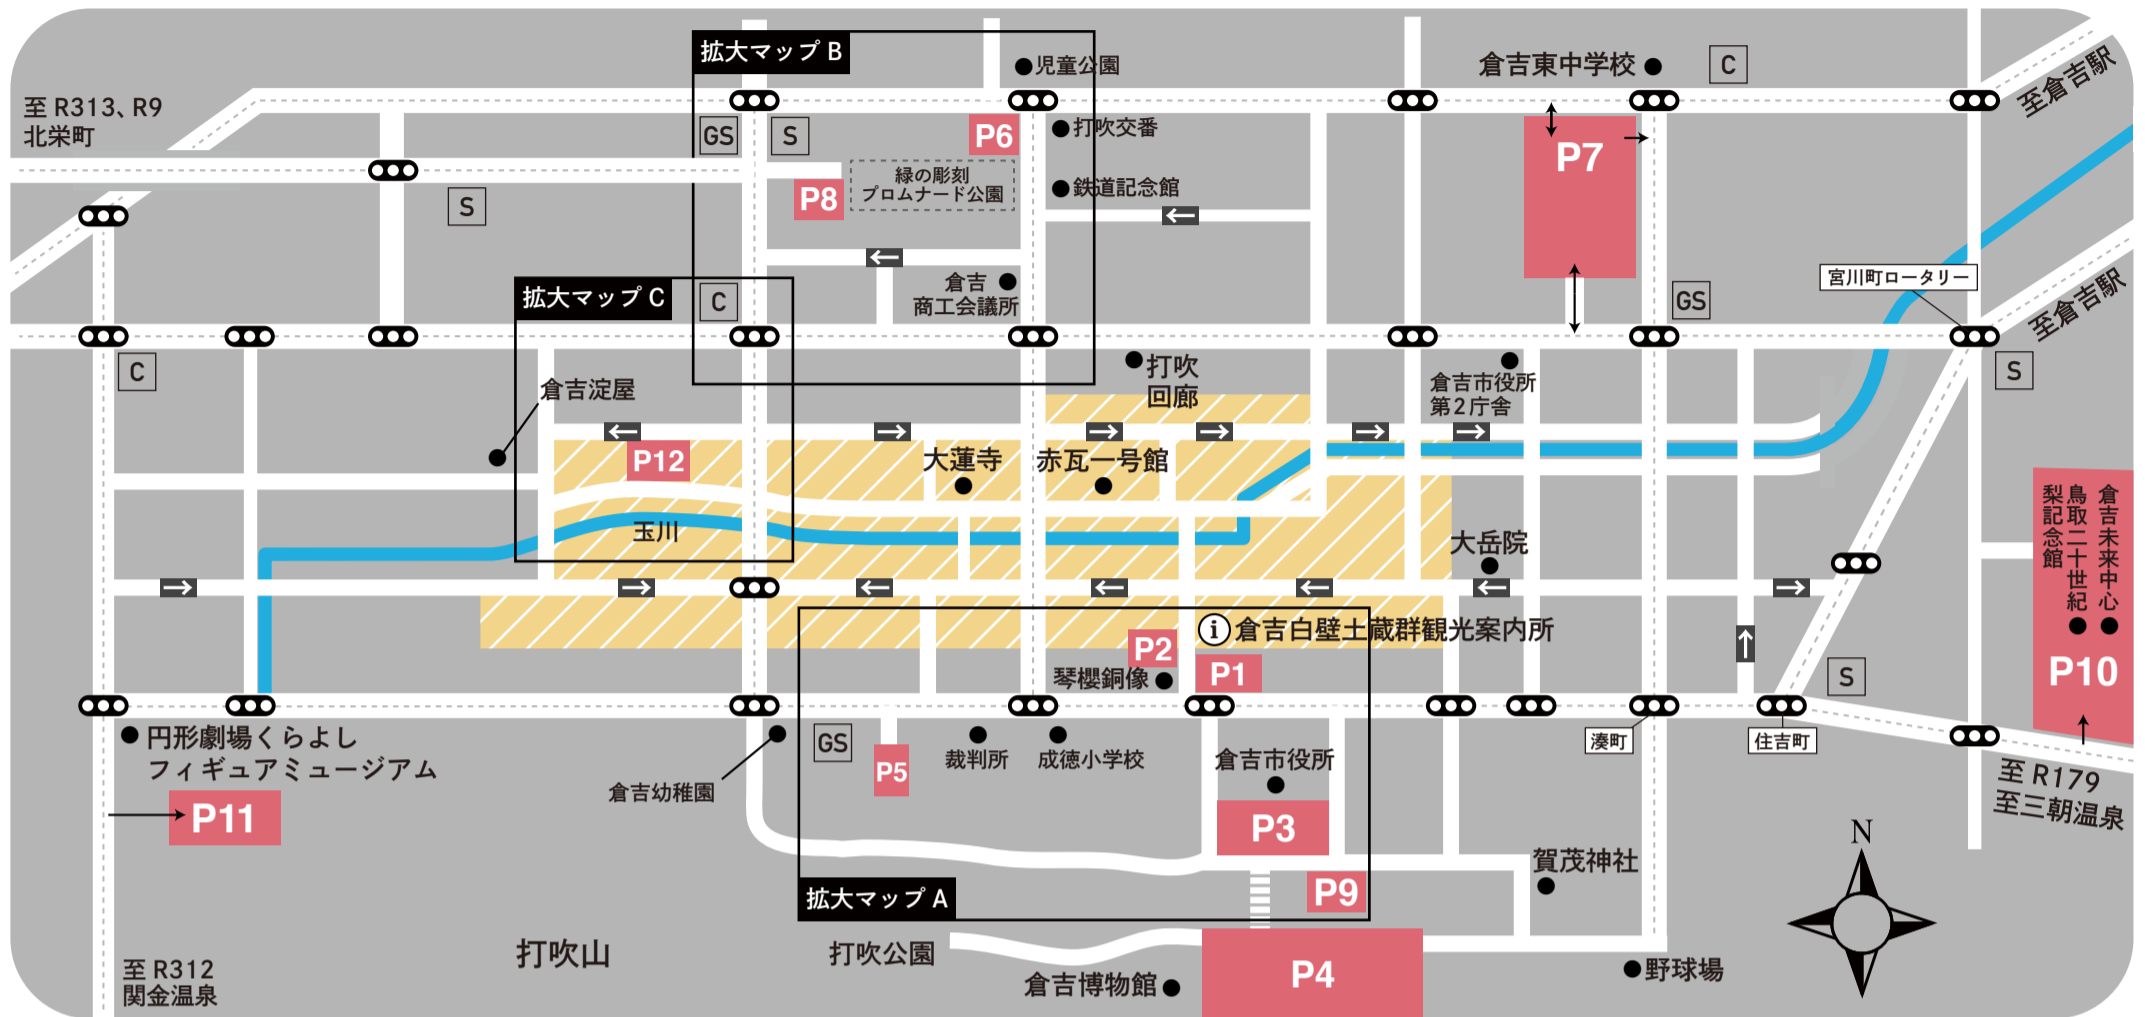 拡大マップ B
児童公園
倉吉東中学校
C
至倉吉駅
至 R313、R9
北栄町
GS
S
P6
打吹交番
P7
緑の彫刻
プロムナード公園
P8
鉄道記念館
S
拡大マップ C
C
倉吉
商工会議所
GS
宮川町ロータリー
至倉吉駅
C
S
倉吉淀屋
打吹
回廊
倉吉市役所
第2庁舎
P12
大蓮寺
赤瓦一号館
玉川
大岳院
倉吉未来中心
鳥取二十世紀
梨記念館
P10
i 倉吉白壁土蔵群観光案内所
P2
P1
琴櫻銅像
S
円形劇場くらよし
フィギュアミュージアム
P11
倉吉幼稚園
GS
P5
裁判所
成徳小学校
倉吉市役所
P3
湊町
住吉町
至 R179
至三朝温泉
賀茂神社
P9
拡大マップ A
N
打吹山
打吹公園
倉吉博物館
P4
野球場
至 R312
関金温泉